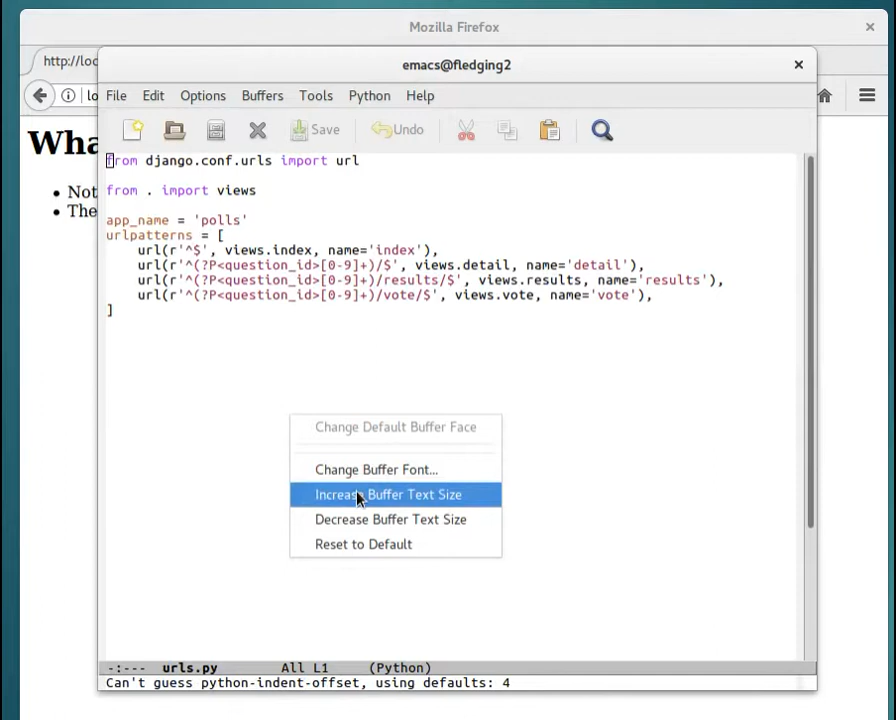 Mozilla Firefox
×
http://loc
emacs@fledging2
×
lo
File Edit Options Buffers Tools Python Help
Save Undo
Wha
• Not
• The
from django.conf.urls import url
from . import views
app_name = 'polls'
urlpatterns = [
    url(r'^$', views.index, name='index'),
    url(r'^(?P<question_id>[0-9]+)/$', views.detail, name='detail'),
    url(r'^(?P<question_id>[0-9]+)/results/$', views.results, name='results'),
    url(r'^(?P<question_id>[0-9]+)/vote/$', views.vote, name='vote'),
]
Change Default Buffer Face
Change Buffer Font...
Increase Buffer Text Size
Decrease Buffer Text Size
Reset to Default
-:--- urls.py All L1 (Python)
Can't guess python-indent-offset, using defaults: 4